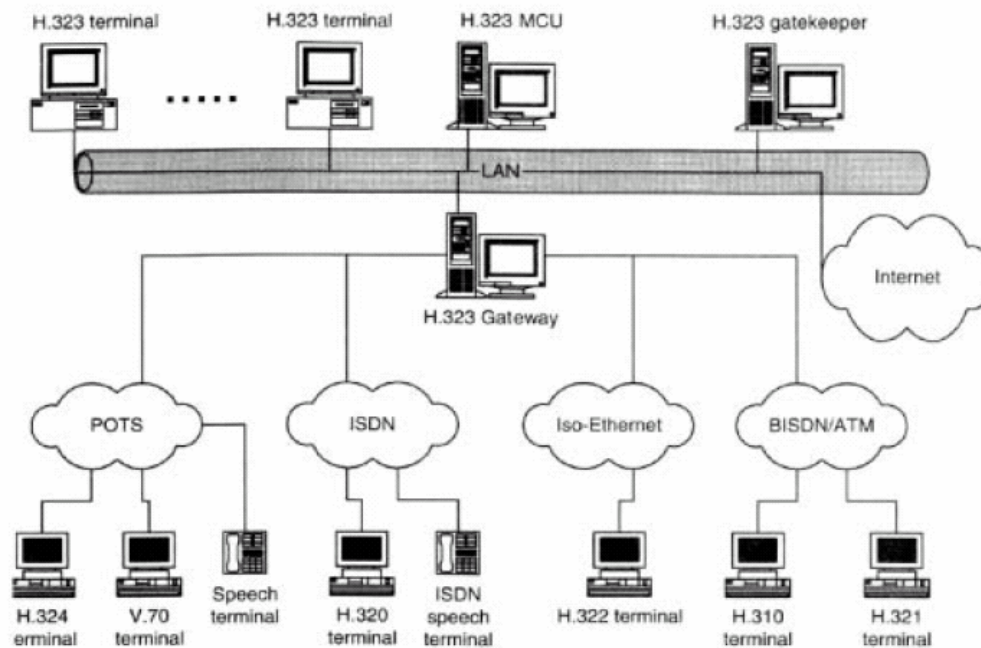 H.323 terminal
H.323 terminal
H.323 MCU
H.323 gatekeeper
LAN
Internet
H.323 Gateway
POTS
ISDN
Iso-Ethernet
BISDN/ATM
H.324
erminal
V.70
terminal
Speech
terminal
H.320
terminal
ISDN
speech
terminal
H.322 terminal
H.310
terminal
H.321
terminal